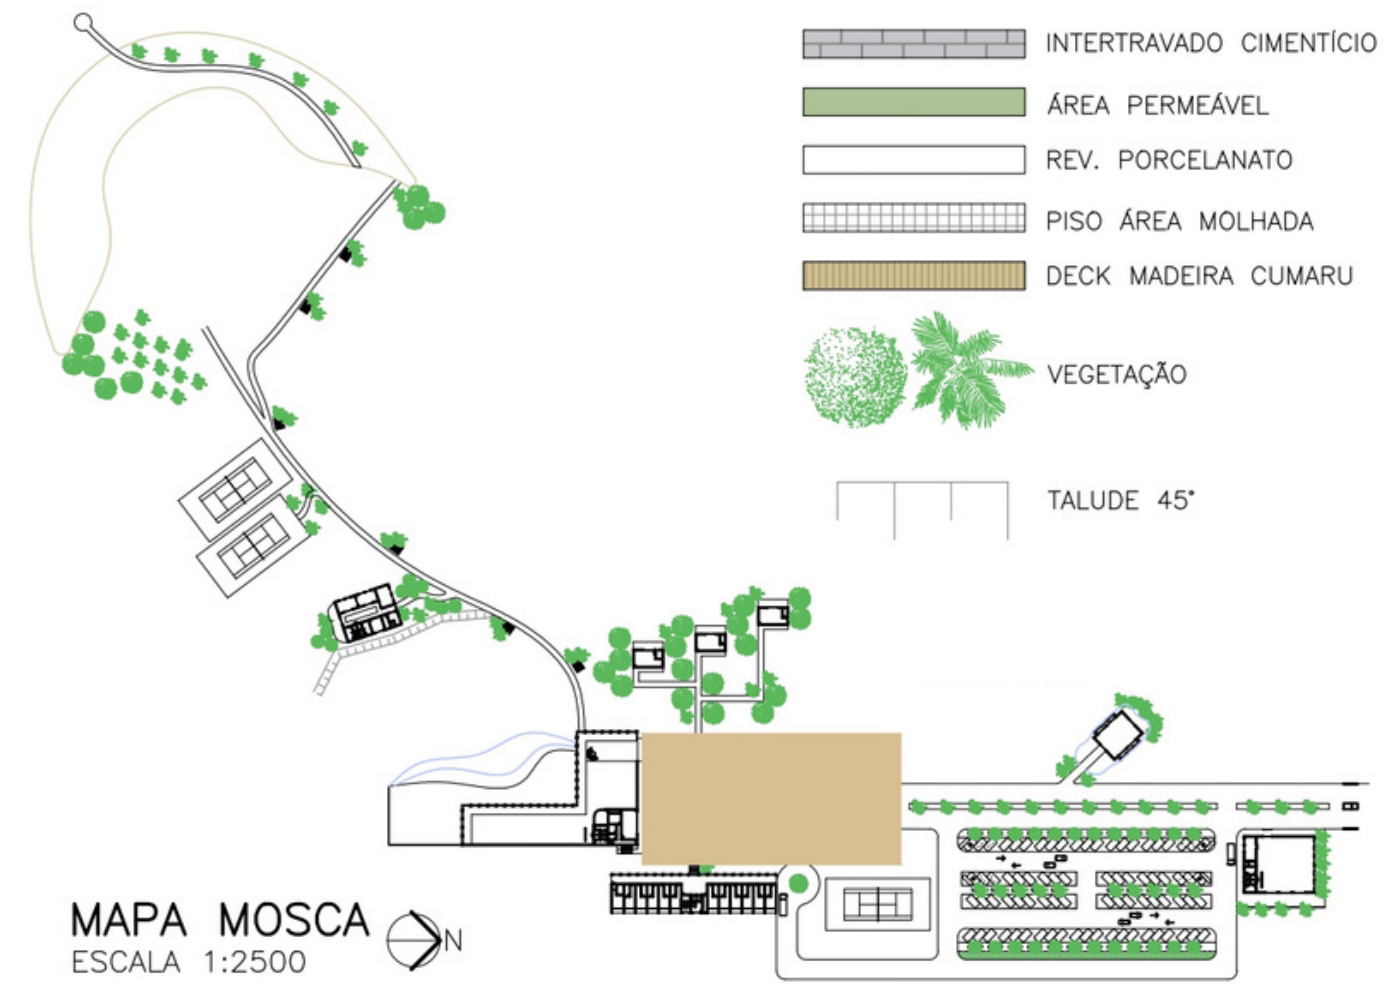 INTERTRAVADO CIMENTÍCIO
ÁREA PERMEÁVEL
REV. PORCELANATO
PISO ÁREA MOLHADA
DECK MADEIRA CUMARU
VEGETAÇÃO
TALUDE 45°
MAPA MOSCA
ESCALA 1:2500
N